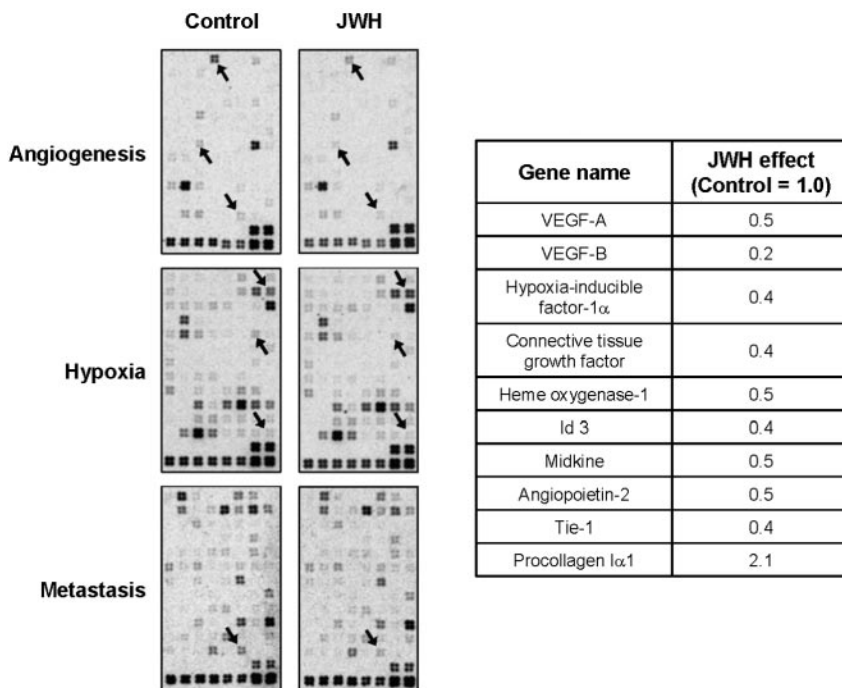 Control JWH
Angiogenesis
Hypoxia
Metastasis
Gene name JWH effect
(Control = 1.0)
VEGF-A 0.5
VEGF-B 0.2
Hypoxia-inducible
factor-1α 0.4
Connective tissue
growth factor 0.4
Heme oxygenase-1 0.5
Id 3 0.4
Midkine 0.5
Angiopoietin-2 0.5
Tie-1 0.4
Procollagen Iα1 2.1